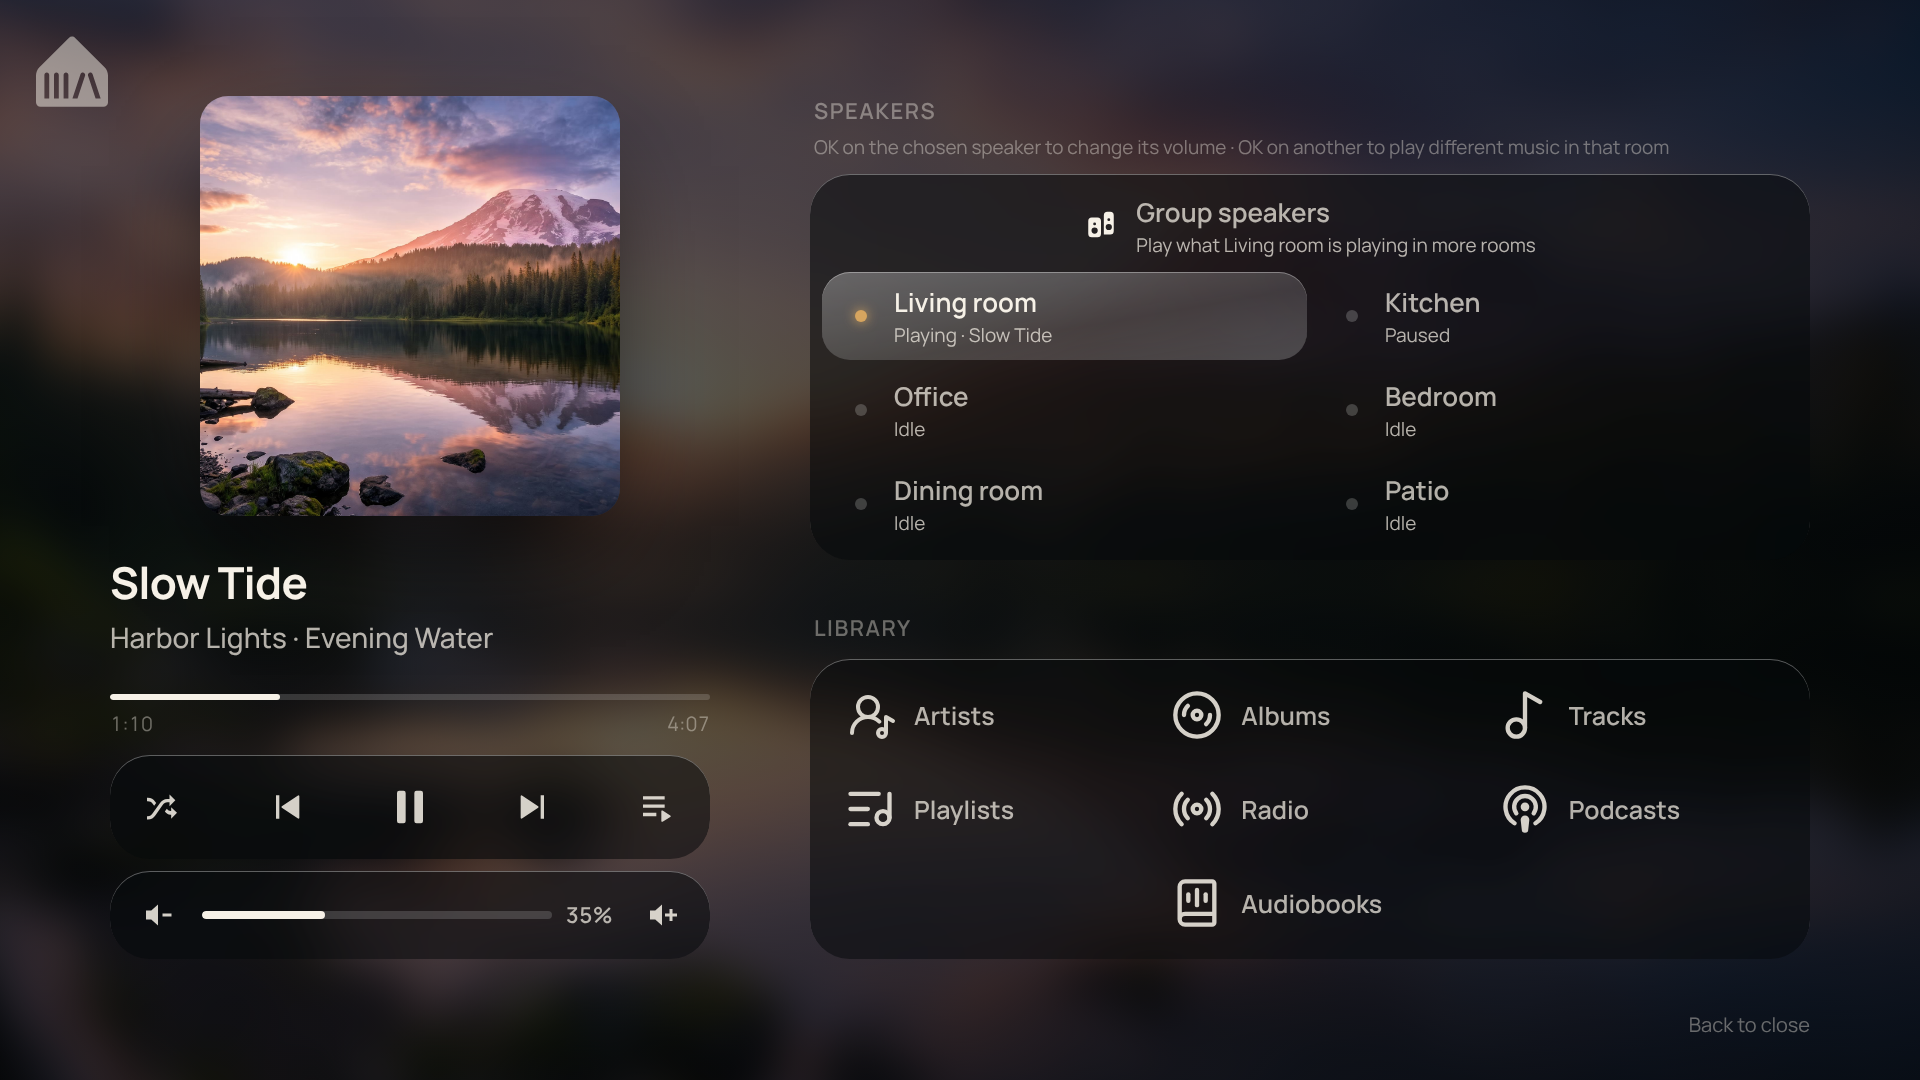 Slow Tide
Harbor Lights · Evening Water
1:10
4:07
35%
SPEAKERS
OK on the chosen speaker to change its volume · OK on another to play different music in that room
Group speakers
Play what Living room is playing in more rooms
Living room
Playing · Slow Tide
Kitchen
Paused
Office
Idle
Bedroom
Idle
Dining room
Idle
Patio
Idle
LIBRARY
Artists
Albums
Tracks
Playlists
Radio
Podcasts
Audiobooks
Back to close